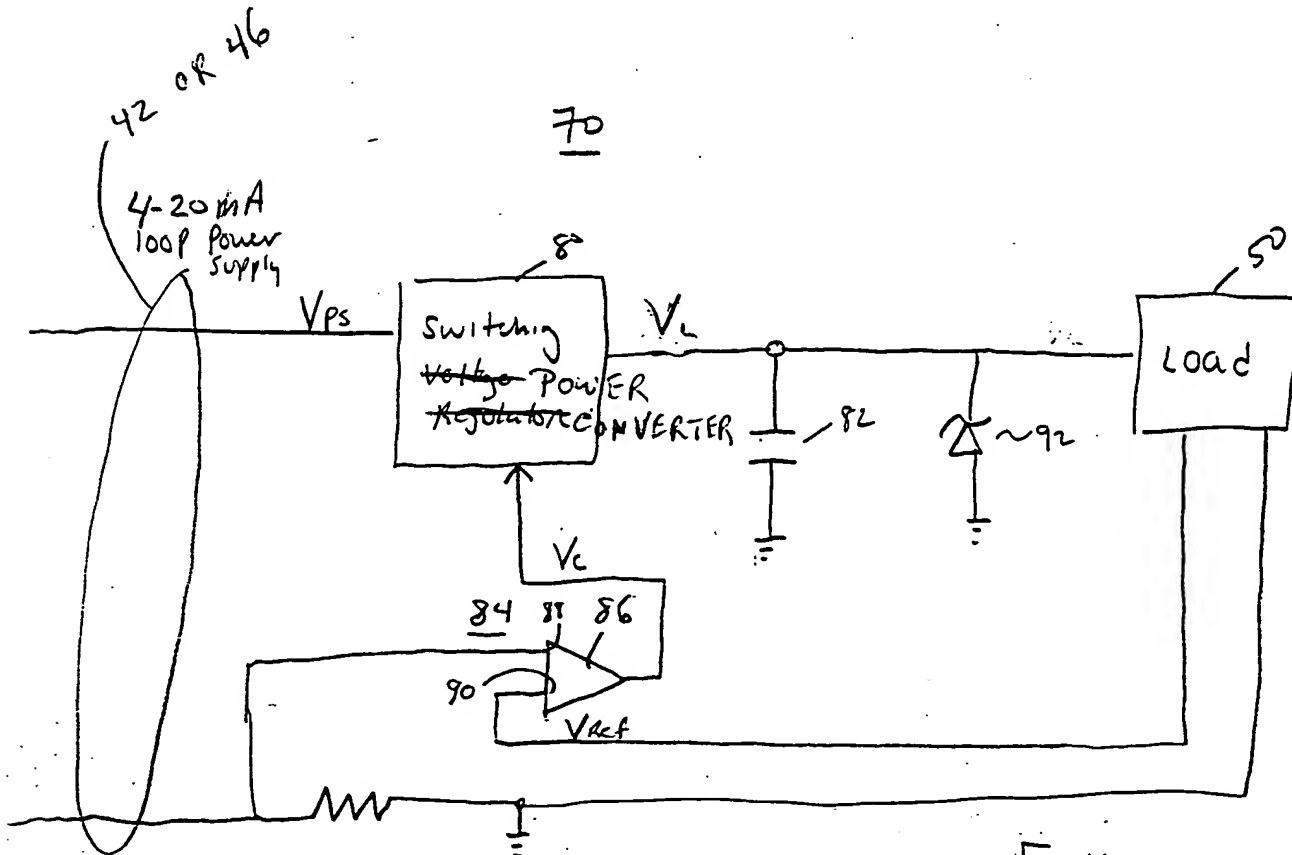 42 OR 46
70
4-20 mA
loop Power
Supply
8
50
Vps
Switching
Voltage POWER
Regulator CONVERTER
VL
Load
82
~92
Vc
84 88 86
90
VRef